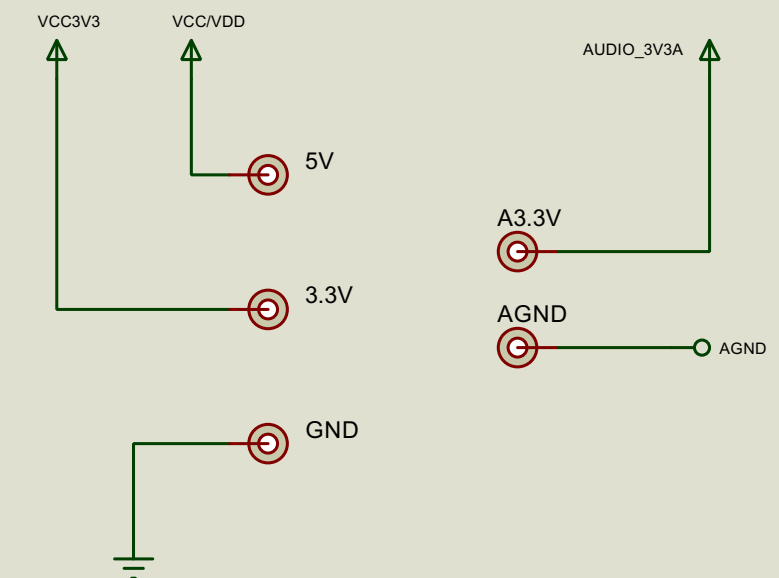 VCC3V3
VCC/VDD
AUDIO_3V3A
5V
A3.3V
3.3V
AGND
AGND
GND